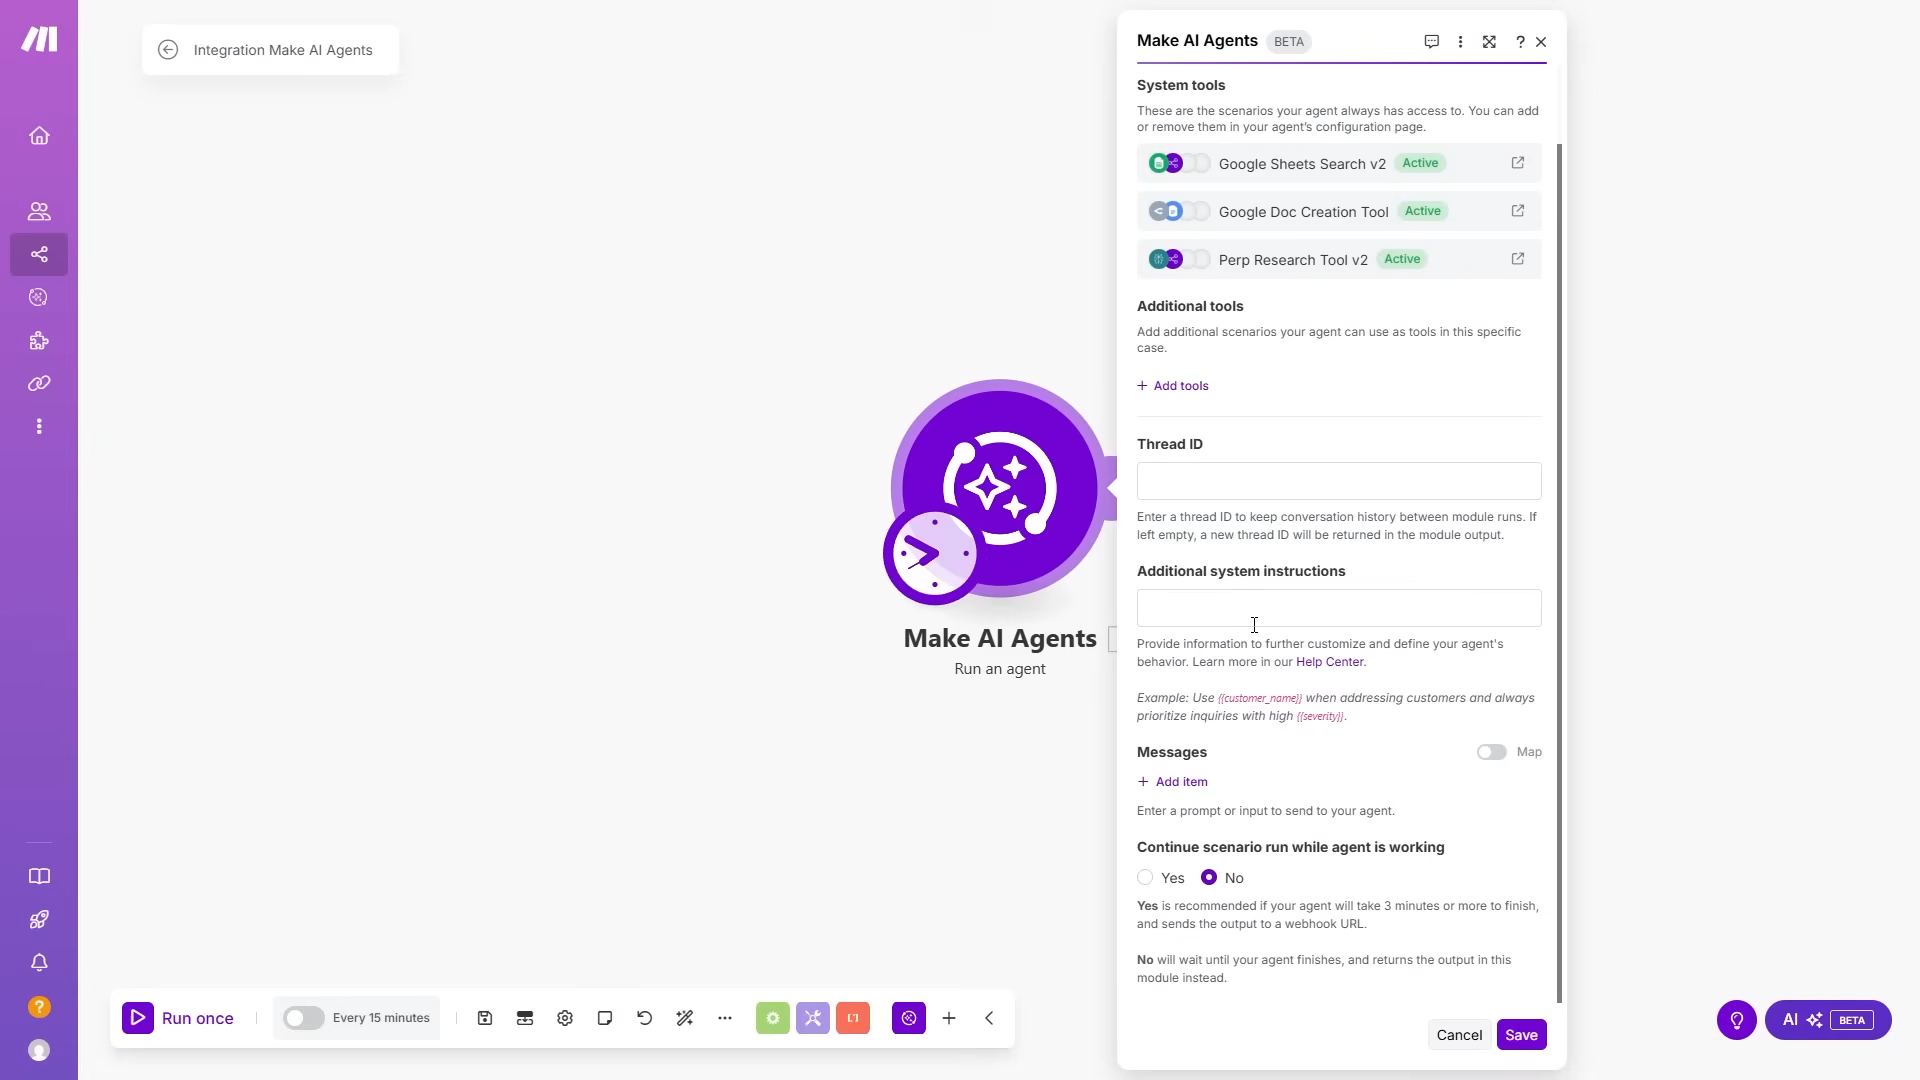 Integration Make AI Agents
Make AI Agents BETA
System tools
These are the scenarios your agent always has access to. You can add
or remove them in your agent's configuration page.
Google Sheets Search v2 Active
Google Doc Creation Tool Active
Perp Research Tool v2 Active
Additional tools
Add additional scenarios your agent can use as tools in this specific
case.
+ Add tools
Thread ID
Enter a thread ID to keep conversation history between module runs. If
left empty, a new thread ID will be returned in the module output.
Additional system instructions
Provide information to further customize and define your agent's
behavior. Learn more in our Help Center.
Example: Use {{customer_name}} when addressing customers and always
prioritize inquiries with high {{severity}}.
Messages Map
+ Add item
Enter a prompt or input to send to your agent.
Continue scenario run while agent is working
Yes No
Yes is recommended if your agent will take 3 minutes or more to finish,
and sends the output to a webhook URL.
No will wait until your agent finishes, and returns the output in this
module instead.
Cancel Save
Make AI Agents
Run an agent
Run once Every 15 minutes
AI BETA